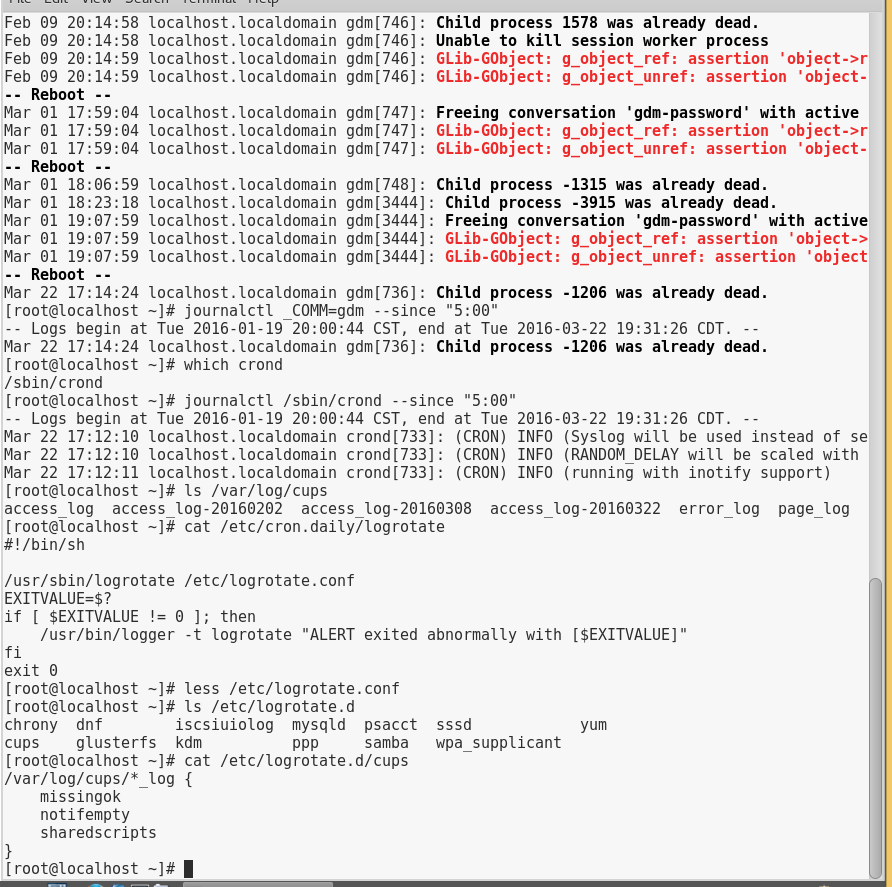 File Edit View Search Terminal Help
Feb 09 20:14:58 localhost.localdomain gdm[746]: Child process 1578 was already dead.
Feb 09 20:14:58 localhost.localdomain gdm[746]: Unable to kill session worker process
Feb 09 20:14:59 localhost.localdomain gdm[746]: GLib-GObject: g_object_ref: assertion 'object->r
Feb 09 20:14:59 localhost.localdomain gdm[746]: GLib-GObject: g_object_unref: assertion 'object-
-- Reboot --
Mar 01 17:59:04 localhost.localdomain gdm[747]: Freeing conversation 'gdm-password' with active
Mar 01 17:59:04 localhost.localdomain gdm[747]: GLib-GObject: g_object_ref: assertion 'object->r
Mar 01 17:59:04 localhost.localdomain gdm[747]: GLib-GObject: g_object_unref: assertion 'object-
-- Reboot --
Mar 01 18:06:59 localhost.localdomain gdm[748]: Child process -1315 was already dead.
Mar 01 18:23:18 localhost.localdomain gdm[3444]: Child process -3915 was already dead.
Mar 01 19:07:59 localhost.localdomain gdm[3444]: Freeing conversation 'gdm-password' with active
Mar 01 19:07:59 localhost.localdomain gdm[3444]: GLib-GObject: g_object_ref: assertion 'object->
Mar 01 19:07:59 localhost.localdomain gdm[3444]: GLib-GObject: g_object_unref: assertion 'object
-- Reboot --
Mar 22 17:14:24 localhost.localdomain gdm[736]: Child process -1206 was already dead.
[root@localhost ~]# journalctl _COMM=gdm --since "5:00"
-- Logs begin at Tue 2016-01-19 20:00:44 CST, end at Tue 2016-03-22 19:31:26 CDT. --
Mar 22 17:14:24 localhost.localdomain gdm[736]: Child process -1206 was already dead.
[root@localhost ~]# which crond
/sbin/crond
[root@localhost ~]# journalctl /sbin/crond --since "5:00"
-- Logs begin at Tue 2016-01-19 20:00:44 CST, end at Tue 2016-03-22 19:31:26 CDT. --
Mar 22 17:12:10 localhost.localdomain crond[733]: (CRON) INFO (Syslog will be used instead of se
Mar 22 17:12:10 localhost.localdomain crond[733]: (CRON) INFO (RANDOM_DELAY will be scaled with
Mar 22 17:12:11 localhost.localdomain crond[733]: (CRON) INFO (running with inotify support)
[root@localhost ~]# ls /var/log/cups
access_log  access_log-20160202  access_log-20160308  access_log-20160322  error_log  page_log
[root@localhost ~]# cat /etc/cron.daily/logrotate
#!/bin/sh

/usr/sbin/logrotate /etc/logrotate.conf
EXITVALUE=$?
if [ $EXITVALUE != 0 ]; then
    /usr/bin/logger -t logrotate "ALERT exited abnormally with [$EXITVALUE]"
fi
exit 0
[root@localhost ~]# less /etc/logrotate.conf
[root@localhost ~]# ls /etc/logrotate.d
chrony  dnf        iscsiuiolog  mysqld  psacct  sssd            yum
cups    glusterfs  kdm          ppp     samba   wpa_supplicant
[root@localhost ~]# cat /etc/logrotate.d/cups
/var/log/cups/*_log {
    missingok
    notifempty
    sharedscripts
}
[root@localhost ~]#